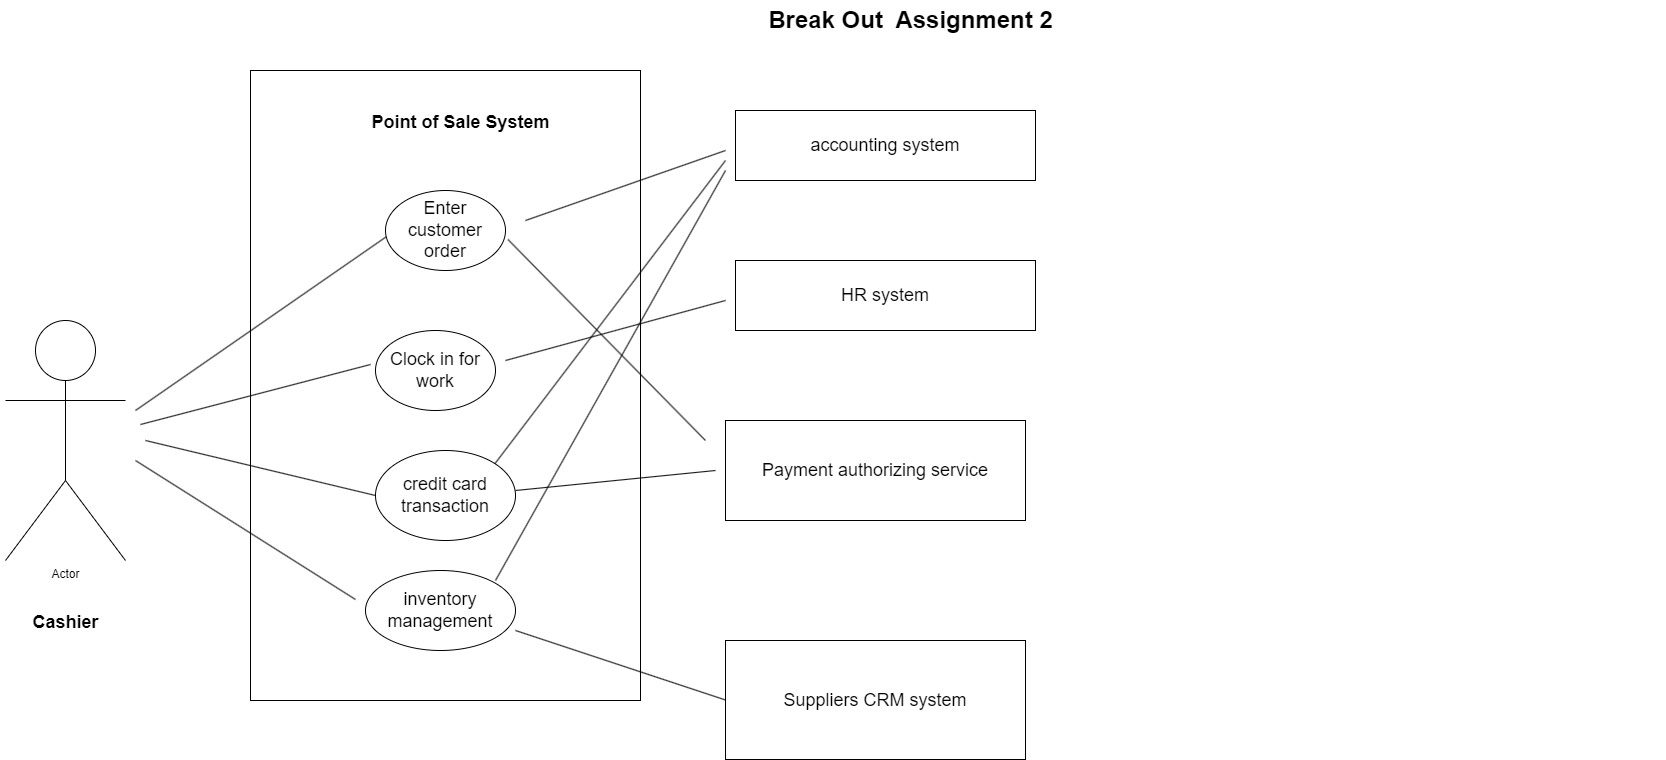 Break Out  Assignment 2
Point of Sale System
accounting system
Enter
customer
order
HR system
Clock in for
work
Payment authorizing service
credit card
transaction
Actor
inventory
management
Cashier
Suppliers CRM system